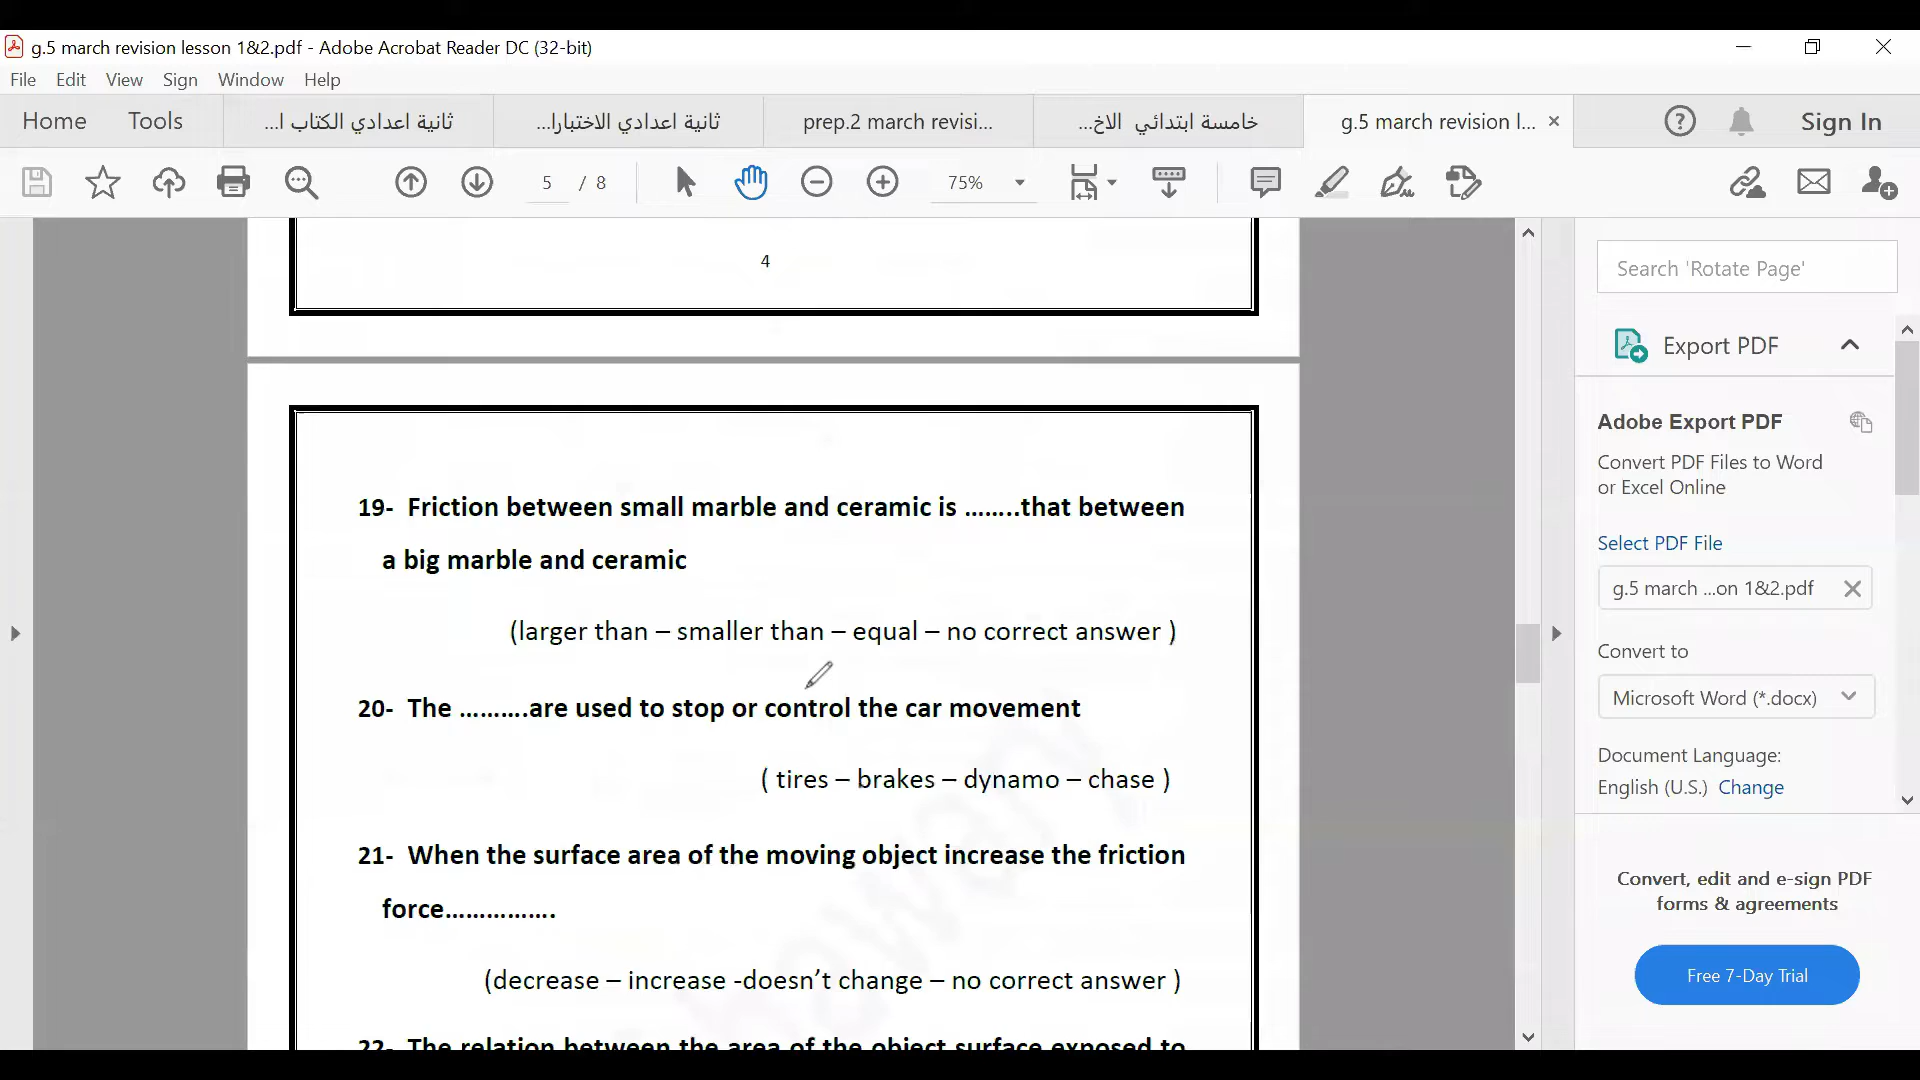 g.5 march revision lesson 1&2.pdf - Adobe Acrobat Reader DC (32-bit)
File Edit View Sign Window Help
Home Tools ثانية اعدادي الكتاب ا... ثانية اعدادي الاختبارا... prep.2 march revisi... خامسة ابتدائي الاخ... g.5 march revision l... Sign In
5 / 8 75%
4
19- Friction between small marble and ceramic is ……..that between
a big marble and ceramic
(larger than – smaller than – equal – no correct answer )
20- The ……….are used to stop or control the car movement
( tires – brakes – dynamo – chase )
21- When the surface area of the moving object increase the friction
force…………….
(decrease – increase -doesn’t change – no correct answer )
22- The relation between the area of the object surface exposed to
Search 'Rotate Page'
Export PDF
Adobe Export PDF
Convert PDF Files to Word
or Excel Online
Select PDF File
g.5 march ...on 1&2.pdf
Convert to
Microsoft Word (*.docx)
Document Language:
English (U.S.) Change
Convert, edit and e-sign PDF
forms & agreements
Free 7-Day Trial